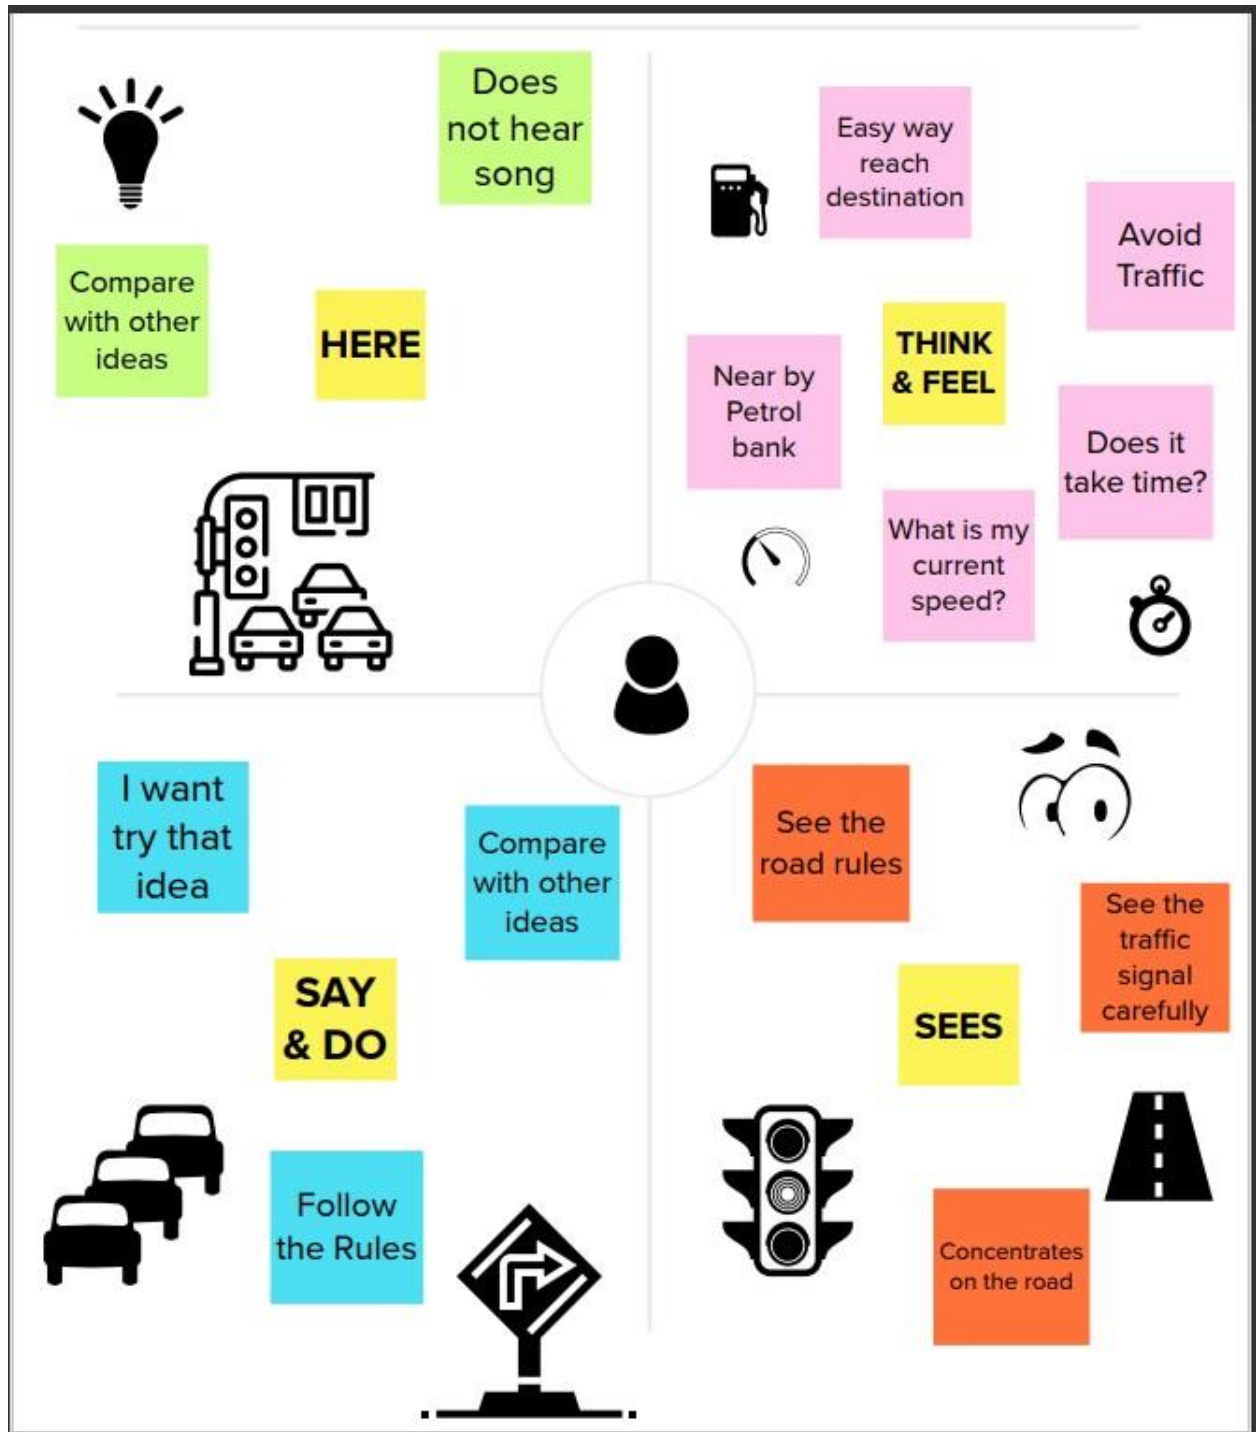 Does
not hear
song
Compare
with other
ideas
HERE
Easy way
reach
destination
Avoid
Traffic
THINK
& FEEL
Near by
Petrol
bank
Does it
take time?
What is my
current
speed?
I want
try that
idea
Compare
with other
ideas
SAY
& DO
Follow
the Rules
See the
road rules
See the
traffic
signal
carefully
SEES
Concentrates
on the road